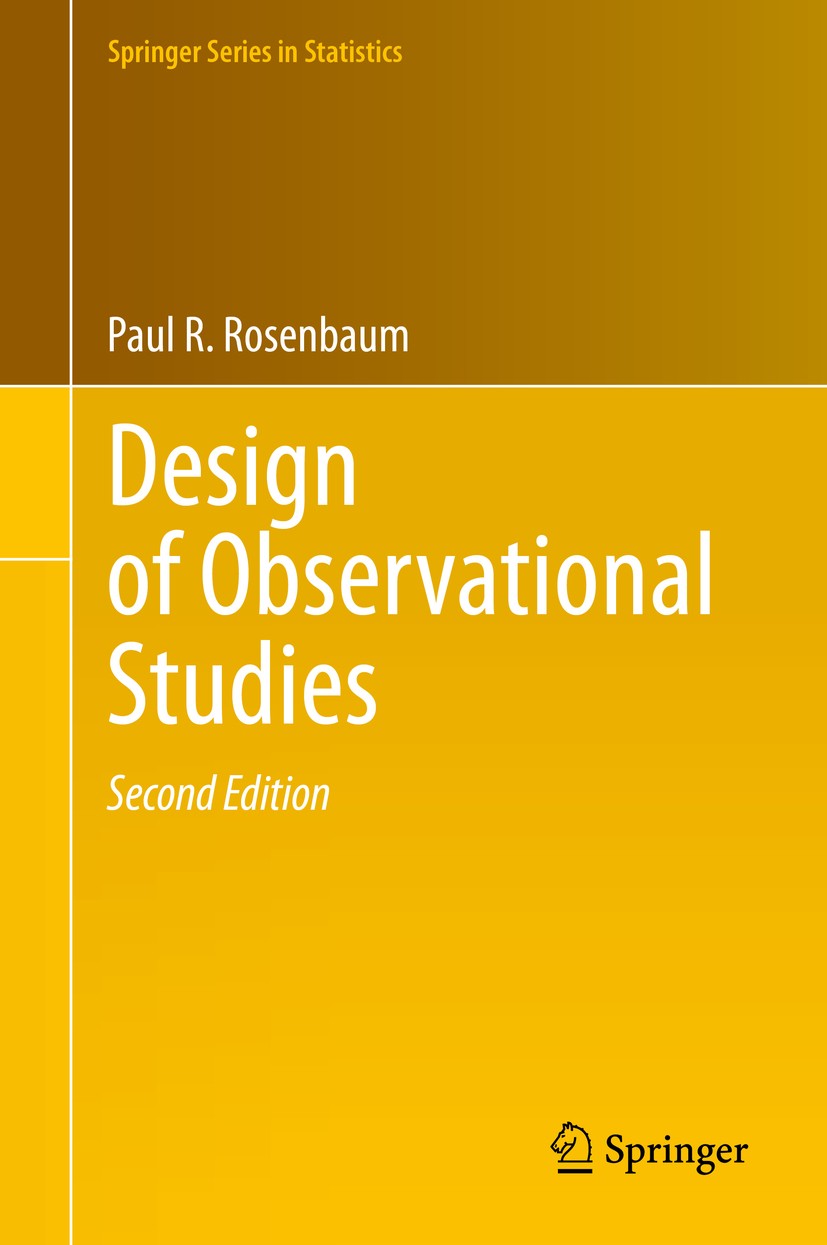 Springer Series in Statistics
Paul R. Rosenbaum
Design
of Observational
Studies
Second Edition
Springer